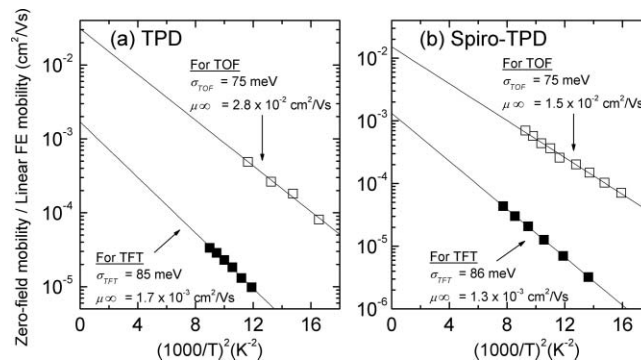 (a) TPD
For TOF
σTOF = 75 meV
μ∞ = 2.8 x 10⁻² cm²/Vs
For TFT
σTFT = 85 meV
μ∞ = 1.7 x 10⁻³ cm²/Vs
10⁻²
10⁻³
10⁻⁴
10⁻⁵
0 4 8 12 16
(1000/T)²(K⁻²)
Zero-field mobility / Linear FE mobility (cm²/Vs)
(b) Spiro-TPD
For TOF
σTOF = 75 meV
μ∞ = 1.5 x 10⁻² cm²/Vs
For TFT
σTFT = 86 meV
μ∞ = 1.3 x 10⁻³ cm²/Vs
10⁻²
10⁻³
10⁻⁴
10⁻⁵
10⁻⁶
0 4 8 12 16
(1000/T)²(K⁻²)